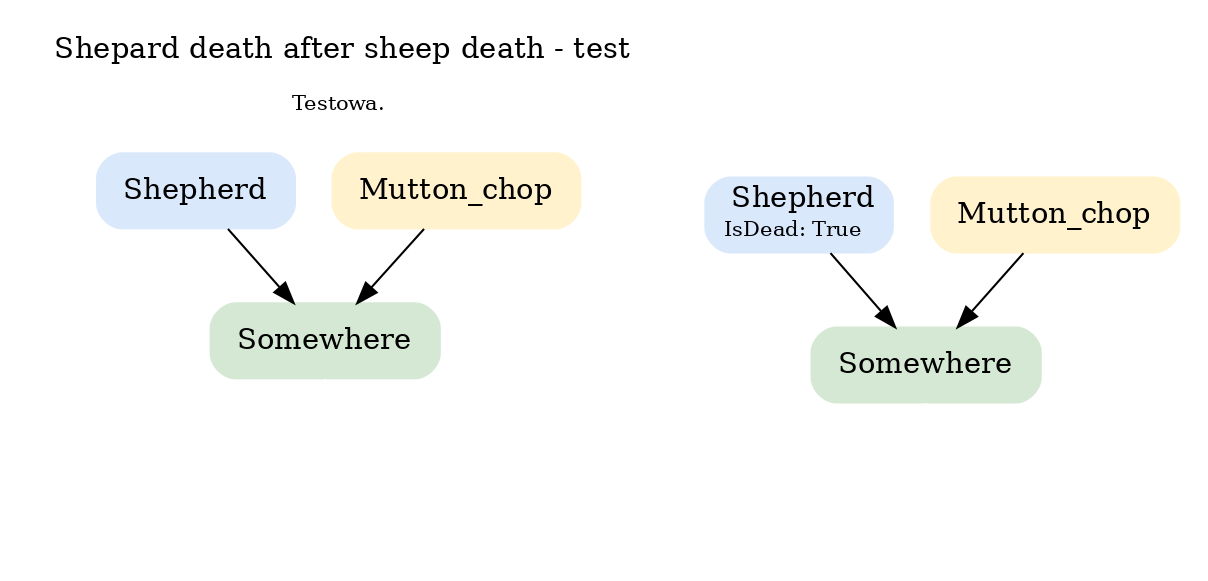 Shepard death after sheep death - test
Testowa.
Shepherd
Mutton_chop
Somewhere
Shepherd
IsDead: True
Mutton_chop
Somewhere